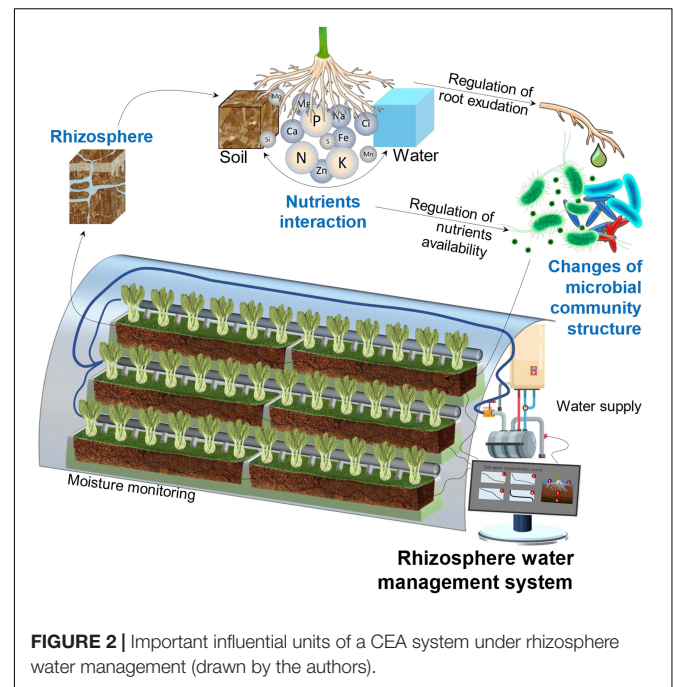 Regulation of
root exudation
Rhizosphere
Mo
Mg
P
Na
Cl
Ca
Fe
Si
S
Mn
N
K
Zn
Soil
Water
Nutrients
interaction
Regulation of
nutrients
availability
Changes of
microbial
community
structure
Water supply
Moisture monitoring
Rhizosphere water
management system
FIGURE 2 | Important influential units of a CEA system under rhizosphere
water management (drawn by the authors).